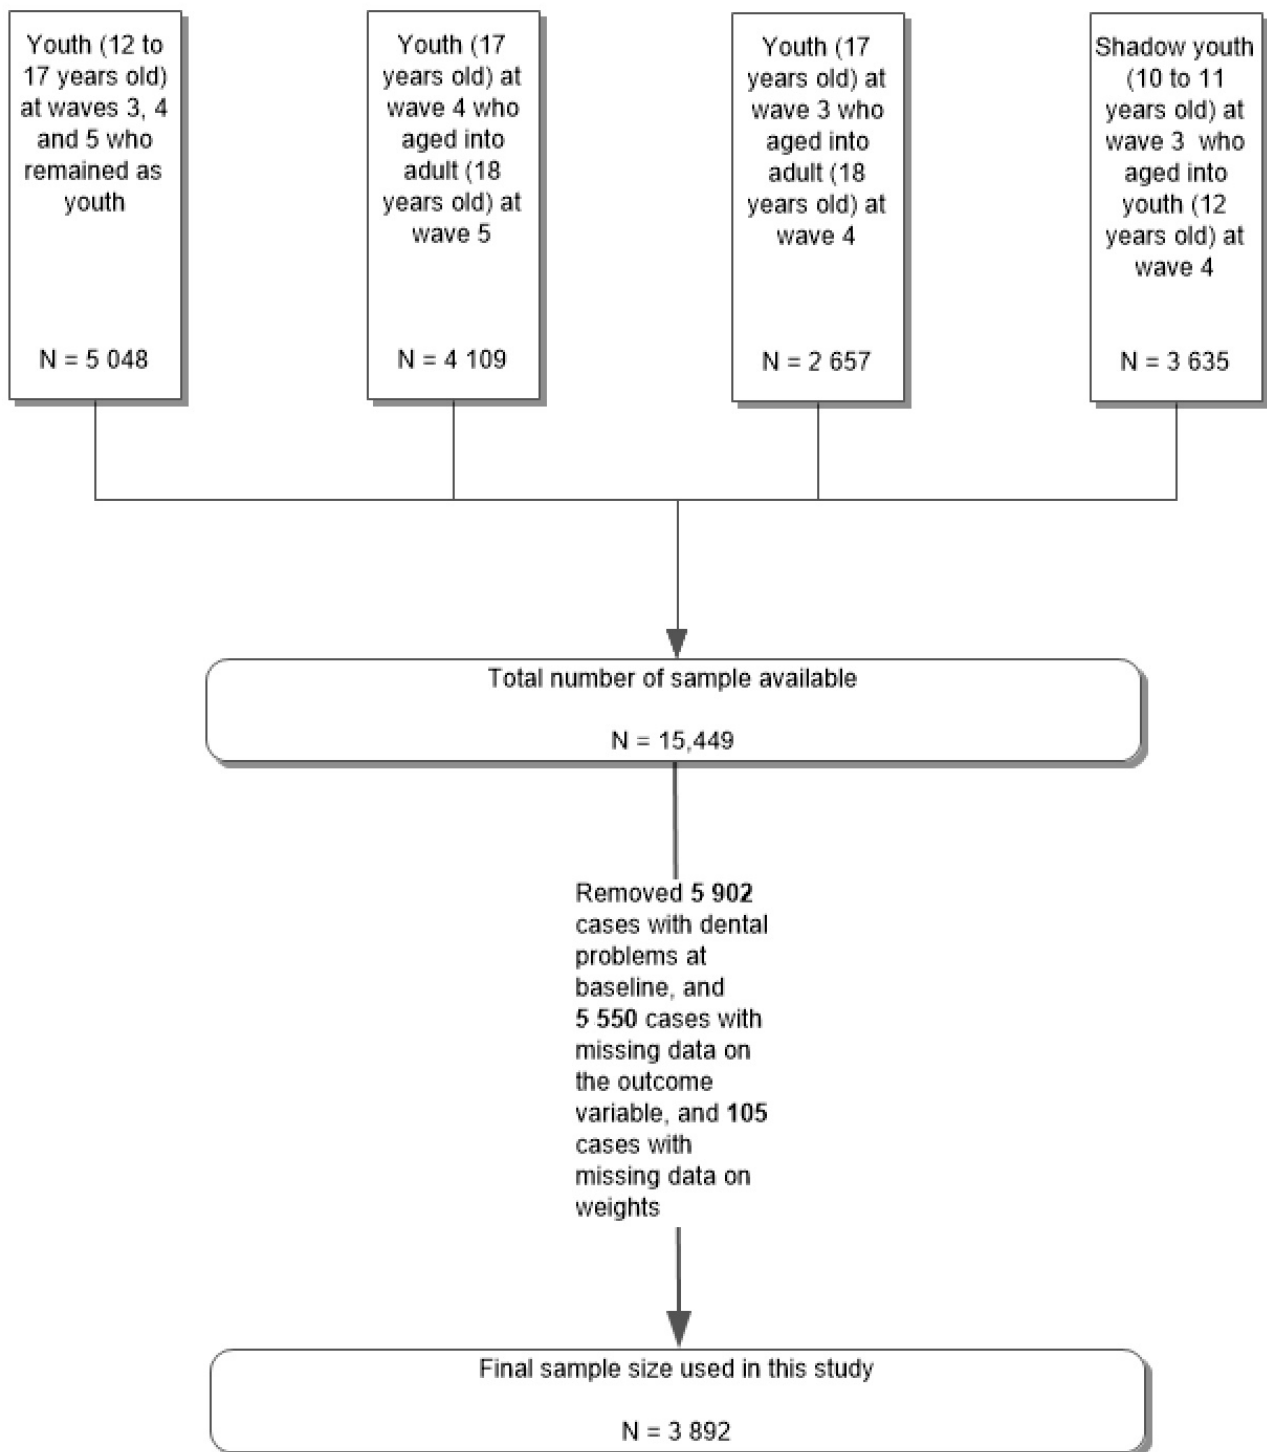 Youth (12 to
17 years old)
at waves 3, 4
and 5 who
remained as
youth
N = 5 048
Youth (17
years old) at
wave 4 who
aged into
adult (18
years old) at
wave 5
N = 4 109
Youth (17
years old) at
wave 3 who
aged into
adult (18
years old) at
wave 4
N = 2 657
Shadow youth
(10 to 11
years old) at
wave 3 who
aged into
youth (12
years old) at
wave 4
N = 3 635
Total number of sample available
N = 15,449
Removed 5 902
cases with dental
problems at
baseline, and
5 550 cases with
missing data on
the outcome
variable, and 105
cases with
missing data on
weights
Final sample size used in this study
N = 3 892